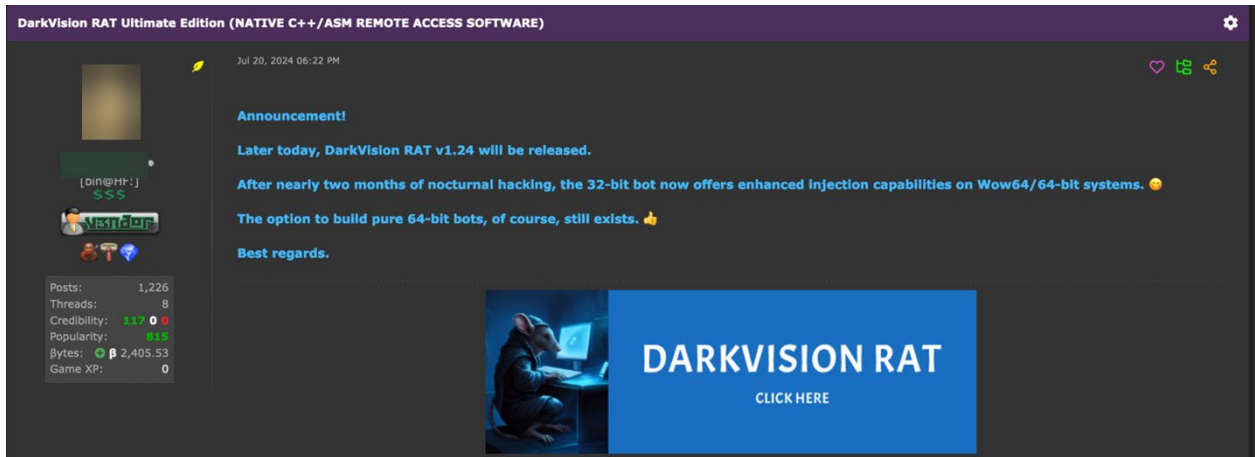 DarkVision RAT Ultimate Edition (NATIVE C++/ASM REMOTE ACCESS SOFTWARE)
Jul 20, 2024 06:22 PM
[bin@HF:]
$$$
V3nd0r
Posts: 1,226
Threads: 8
Credibility: 117 0 0
Popularity: 815
βytes: β 2,405.53
Game XP: 0
Announcement!
Later today, DarkVision RAT v1.24 will be released.
After nearly two months of nocturnal hacking, the 32-bit bot now offers enhanced injection capabilities on Wow64/64-bit systems. 😀
The option to build pure 64-bit bots, of course, still exists. 👍
Best regards.
DARKVISION RAT
CLICK HERE